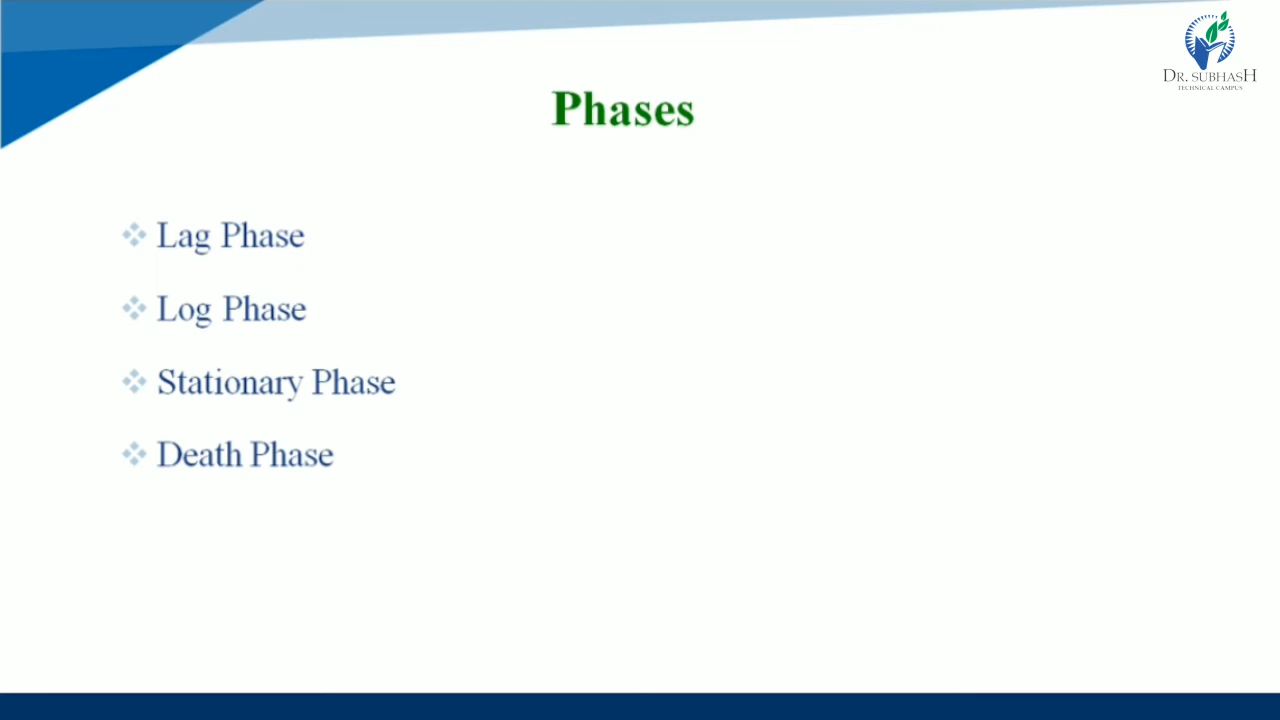 DR. SUBHASH
TECHNICAL CAMPUS
Phases
Lag Phase
Log Phase
Stationary Phase
Death Phase